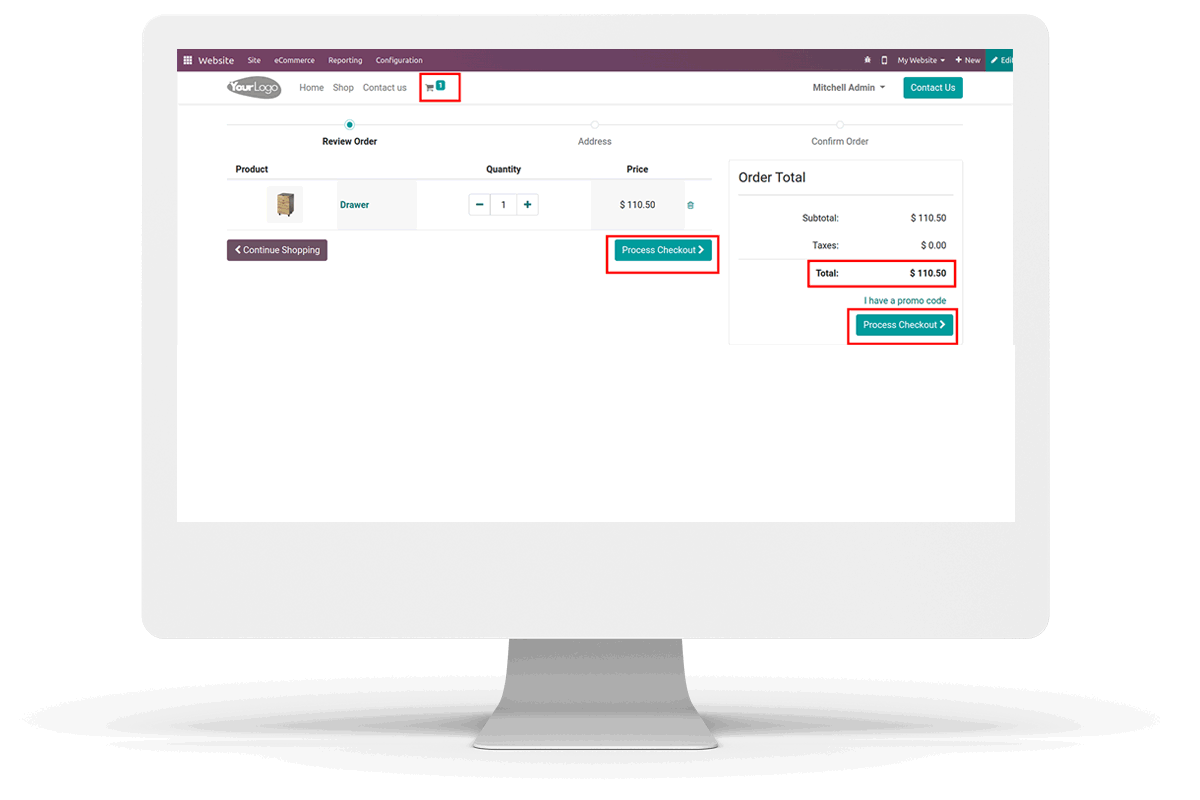 Website Site eCommerce Reporting Configuration My Website + New Edi
YourLogo Home Shop Contact us 1 Mitchell Admin Contact Us
Review Order Address Confirm Order
Product Quantity Price
Order Total
Drawer - 1 + $ 110.50
Subtotal: $ 110.50
Taxes: $ 0.00
Continue Shopping Process Checkout
Total: $ 110.50
I have a promo code
Process Checkout